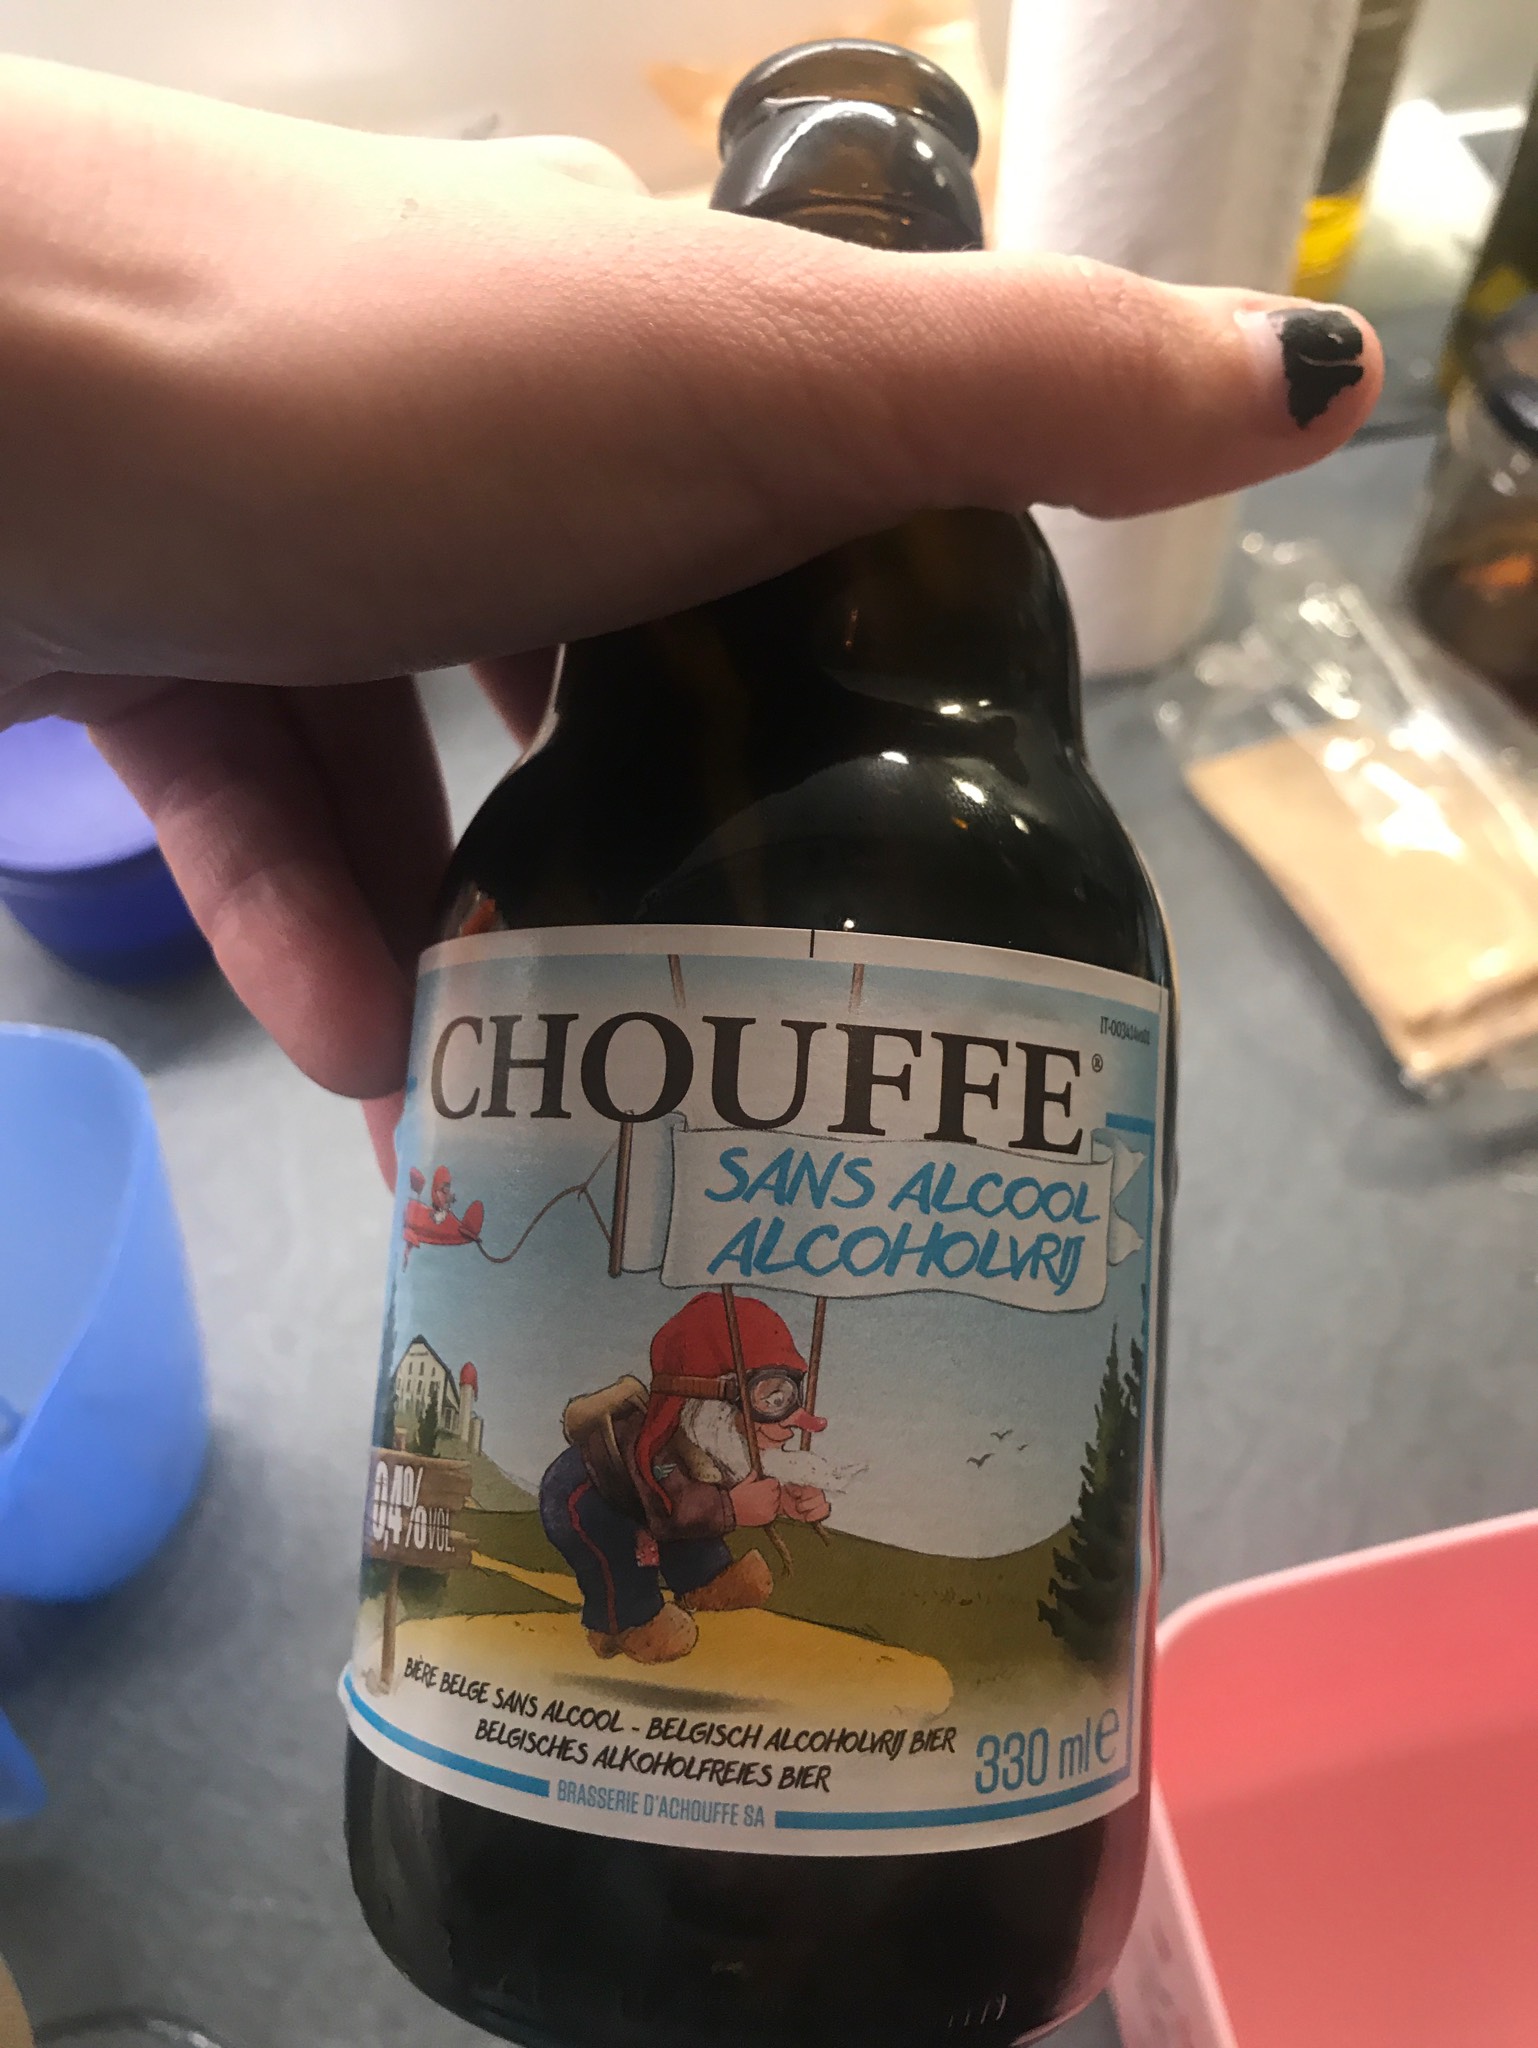 CHOUFFE®
SANS ALCOOL
ALCOHOLVRIJ
0,4% VOL.
BIÈRE BELGE SANS ALCOOL - BELGISCH ALCOHOLVRIJ BIER
BELGISCHES ALKOHOLFREIES BIER
330 ml e
BRASSERIE D'ACHOUFFE SA